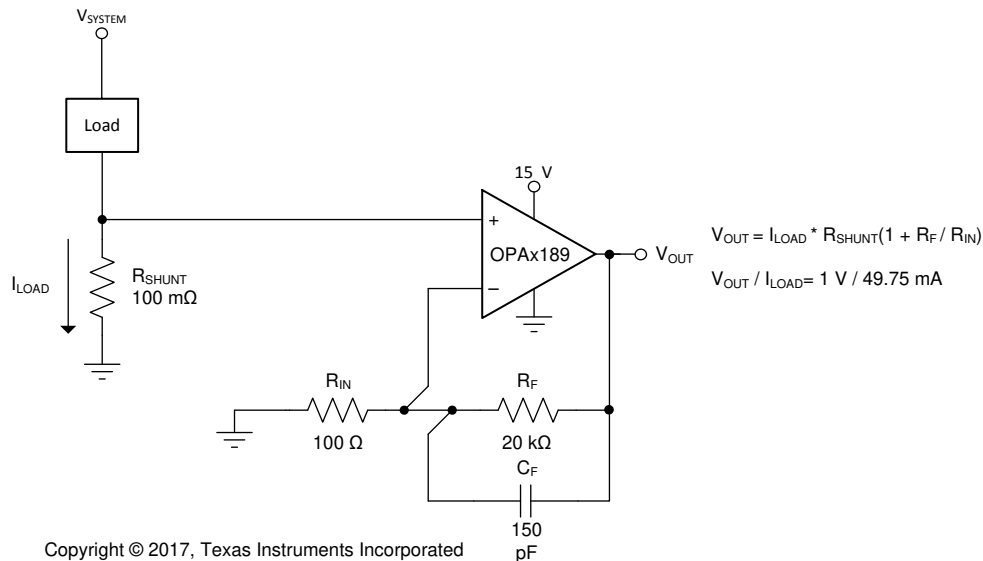 VSYSTEM
Load
ILOAD
RSHUNT
100 mΩ
15 V
+
OPAx189
−
VOUT
VOUT = ILOAD * RSHUNT(1 + RF / RIN)
VOUT / ILOAD= 1 V / 49.75 mA
RIN
100 Ω
RF
20 kΩ
CF
150
pF
Copyright © 2017, Texas Instruments Incorporated